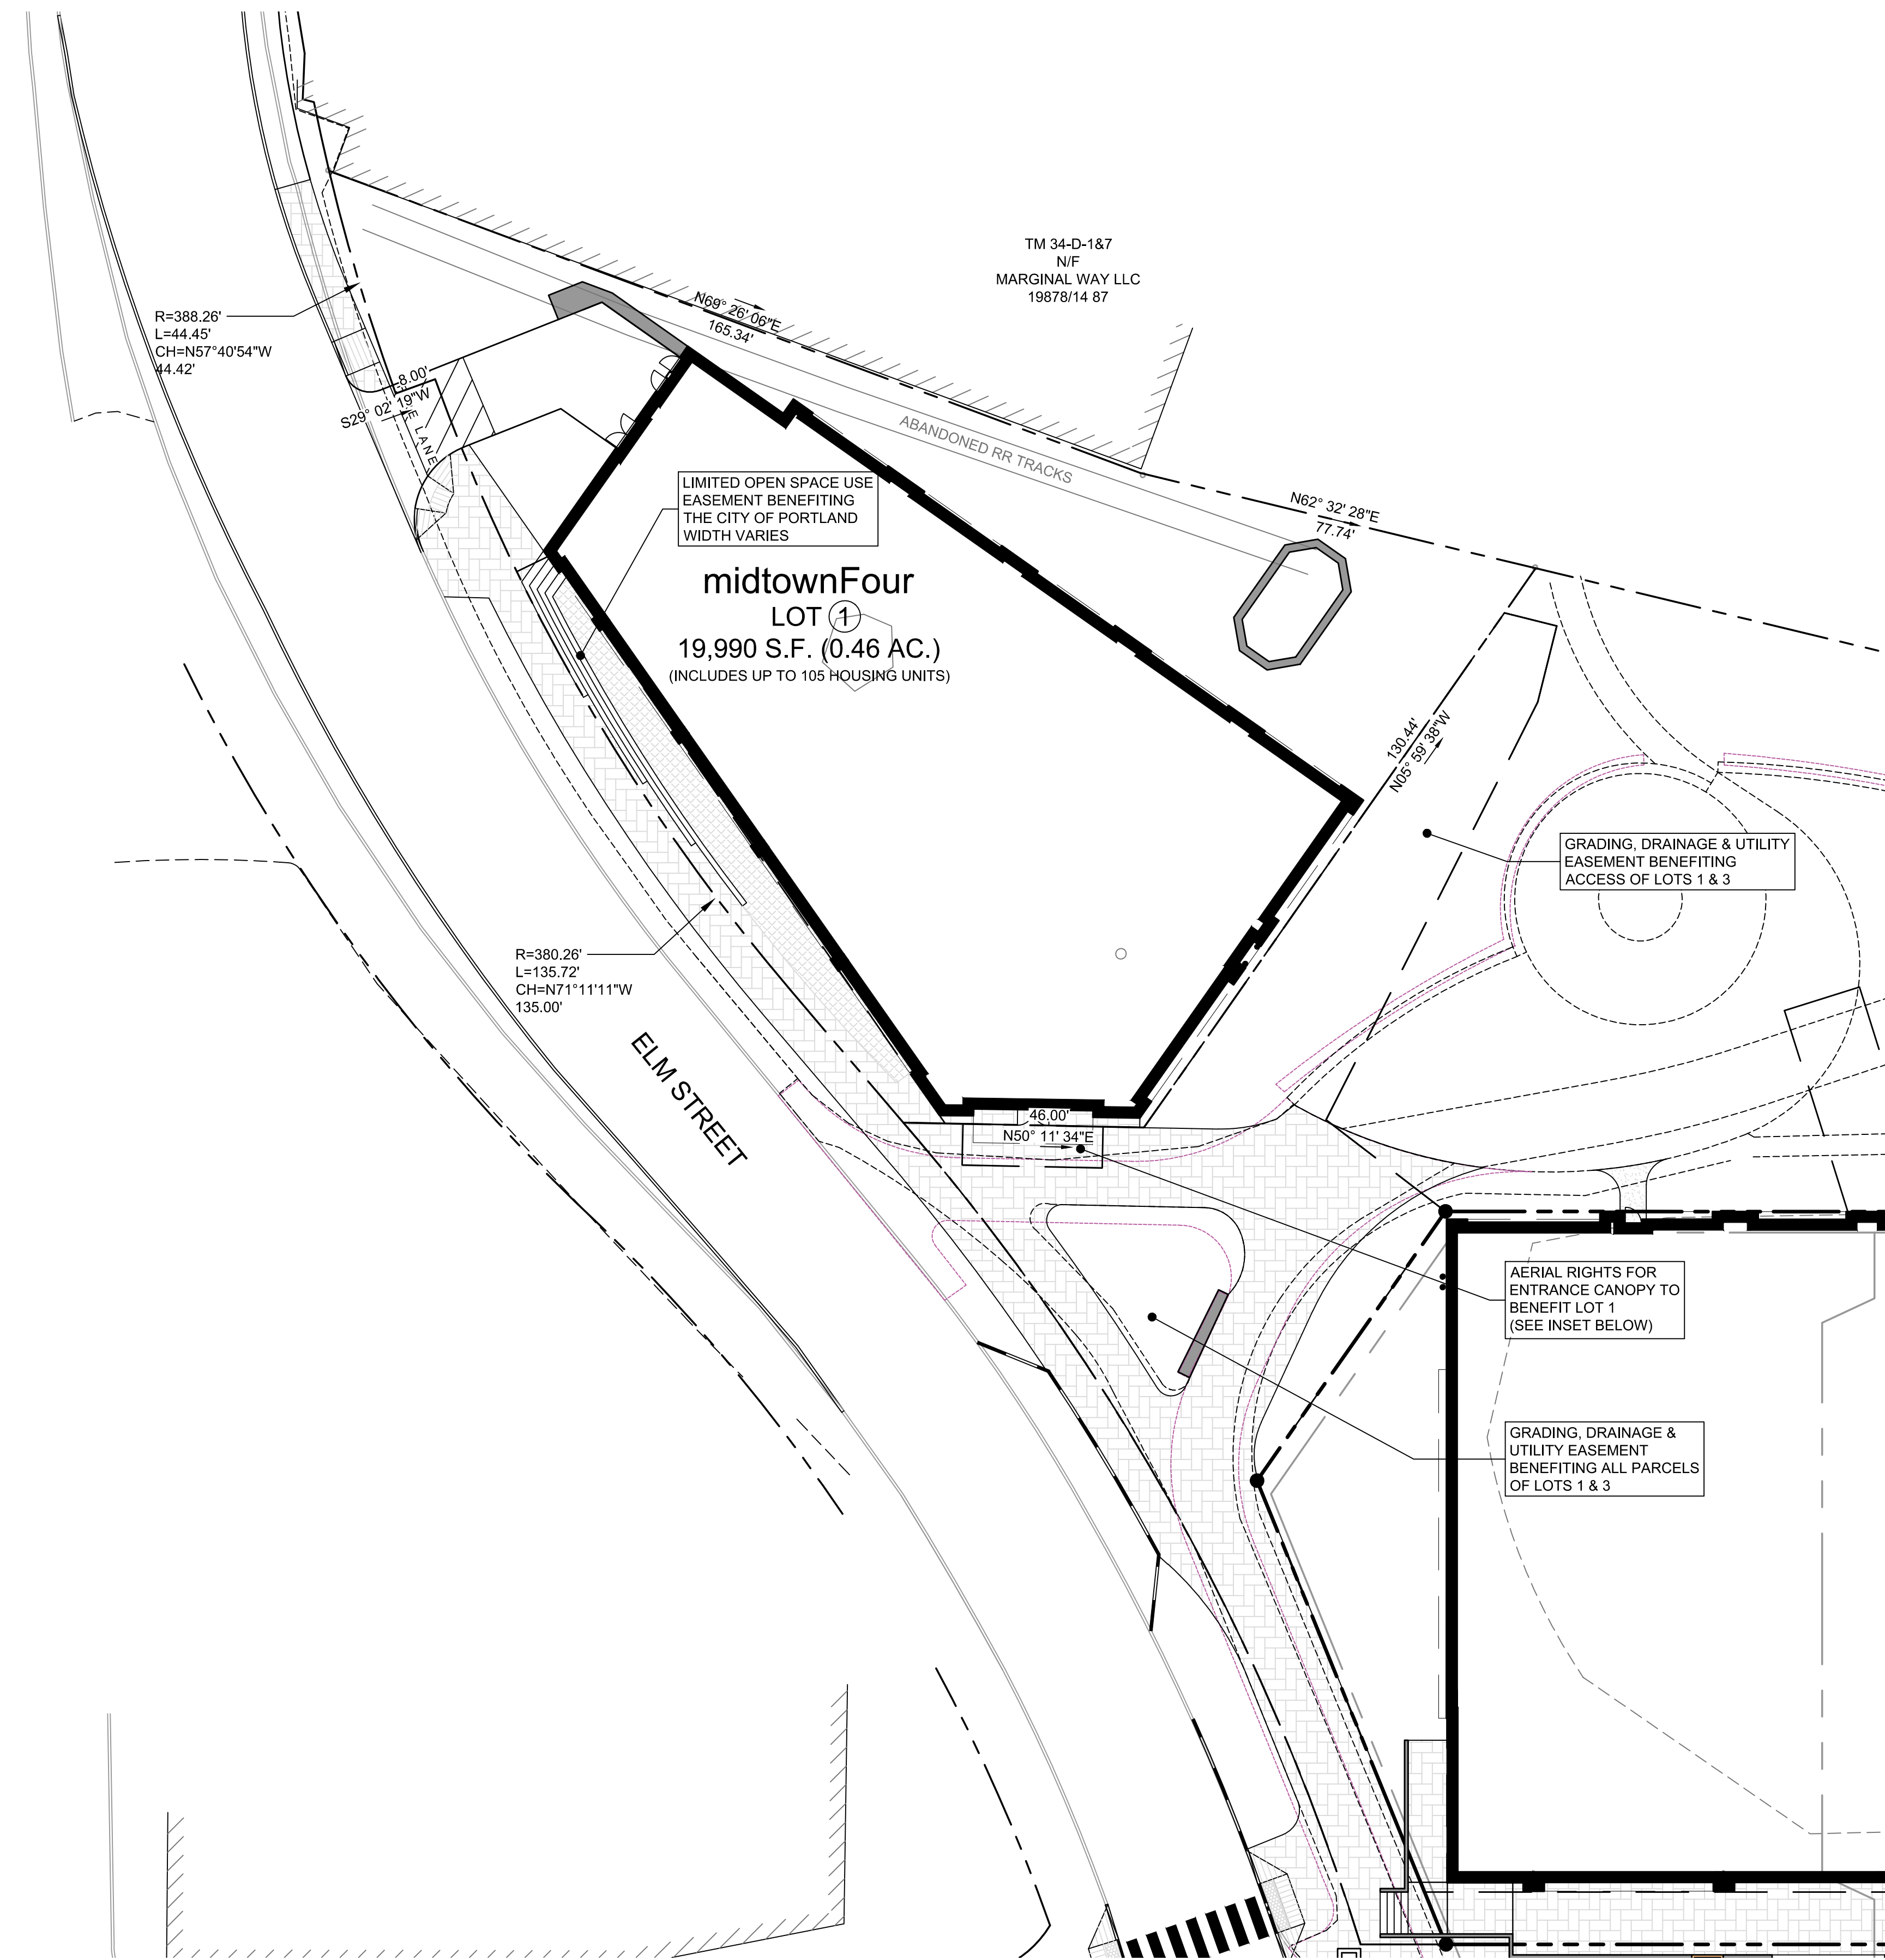 TM 34-D-1&7
N/F
MARGINAL WAY LLC
19878/14 87
N69° 26' 06"E
165.34'
R=388.26'
L=44.45'
CH=N57°40'54"W
44.42'
8.00'
S29° 02' 19"W
LANE
ABANDONED RR TRACKS
LIMITED OPEN SPACE USE
EASEMENT BENEFITING
THE CITY OF PORTLAND
WIDTH VARIES
N62° 32' 28"E
77.74'
midtownFour
LOT 1
19,990 S.F. (0.46 AC.)
(INCLUDES UP TO 105 HOUSING UNITS)
130.44'
N05° 59' 38"W
GRADING, DRAINAGE & UTILITY
EASEMENT BENEFITING
ACCESS OF LOTS 1 & 3
R=380.26'
L=135.72'
CH=N71°11'11"W
135.00'
ELM STREET
46.00'
N50° 11' 34"E
AERIAL RIGHTS FOR
ENTRANCE CANOPY TO
BENEFIT LOT 1
(SEE INSET BELOW)
GRADING, DRAINAGE &
UTILITY EASEMENT
BENEFITING ALL PARCELS
OF LOTS 1 & 3